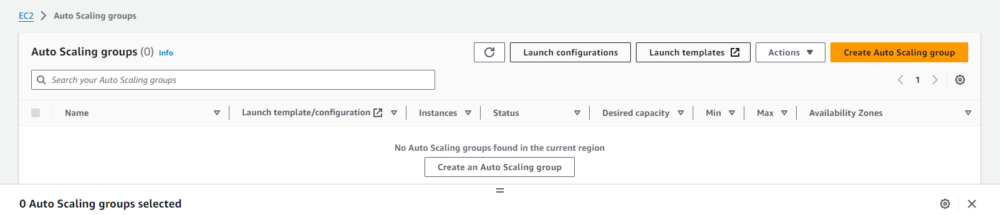 EC2 Auto Scaling groups
Auto Scaling groups (0) Info
Launch configurations
Launch templates
Actions
Create Auto Scaling group
Search your Auto Scaling groups
1
Name Launch template/configuration Instances Status Desired capacity Min Max Availability Zones
No Auto Scaling groups found in the current region
Create an Auto Scaling group
0 Auto Scaling groups selected